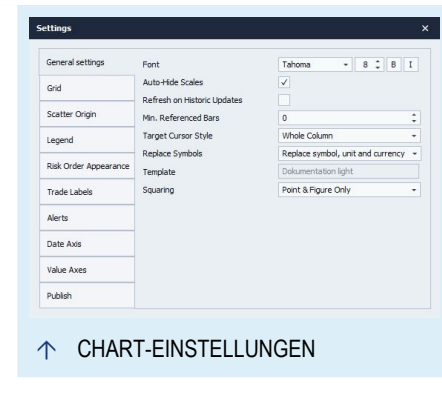 Settings
General settings
Grid
Scatter Origin
Legend
Risk Order Appearance
Trade Labels
Alerts
Date Axis
Value Axes
Publish
Font Tahoma 8 B I
Auto-Hide Scales
Refresh on Historic Updates
Min. Referenced Bars 0
Target Cursor Style Whole Column
Replace Symbols Replace symbol, unit and currency
Template Dokumentation light
Squaring Point & Figure Only
CHART-EINSTELLUNGEN